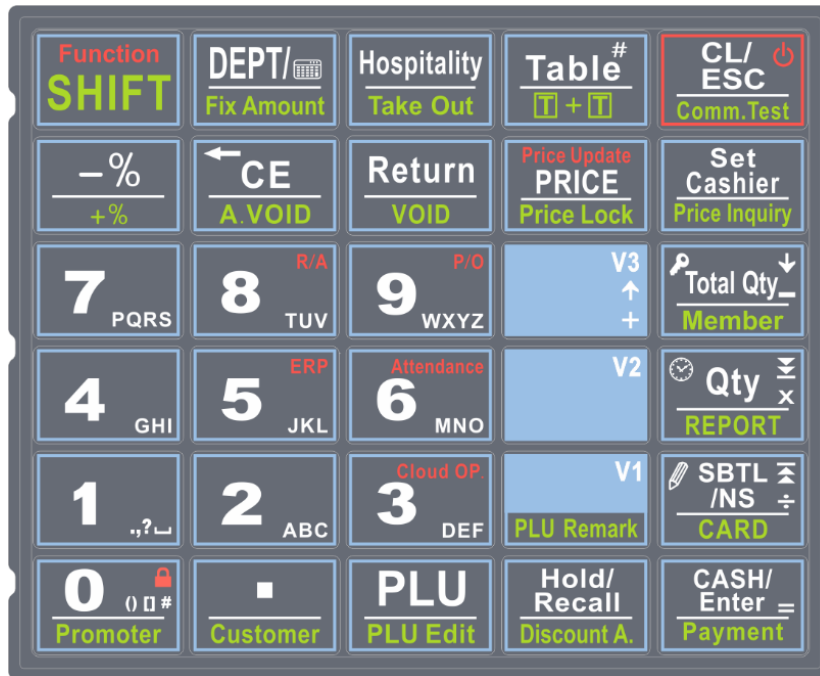 Function
SHIFT
DEPT/
Fix Amount
Hospitality
Take Out
Table#
T + T
CL/
ESC
Comm.Test
–%
+%
CE
A.VOID
Return
VOID
Price Update
PRICE
Price Lock
Set
Cashier
Price Inquiry
7 PQRS
R/A
8 TUV
P/O
9 WXYZ
V3
+
Total Qty –
Member
4 GHI
ERP
5 JKL
Attendance
6 MNO
V2
Qty x
REPORT
1 .,?⎵
2 ABC
Cloud OP.
3 DEF
V1
PLU Remark
SBTL
/NS ÷
CARD
0 () [] #
Promoter
.
Customer
PLU
PLU Edit
Hold/
Recall
Discount A.
CASH/
Enter =
Payment